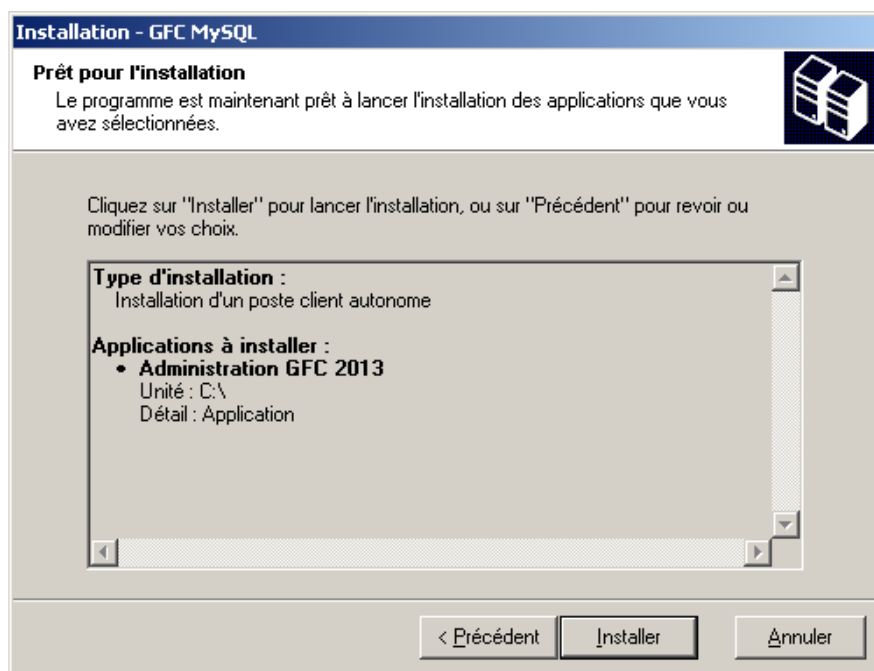 Installation - GFC MySQL
Prêt pour l'installation
Le programme est maintenant prêt à lancer l'installation des applications que vous
avez sélectionnées.
Cliquez sur "Installer" pour lancer l'installation, ou sur "Précédent" pour revoir ou
modifier vos choix.
Type d'installation :
Installation d'un poste client autonome
Applications à installer :
• Administration GFC 2013
Unité : C:\
Détail : Application
< Précédent
Installer
Annuler